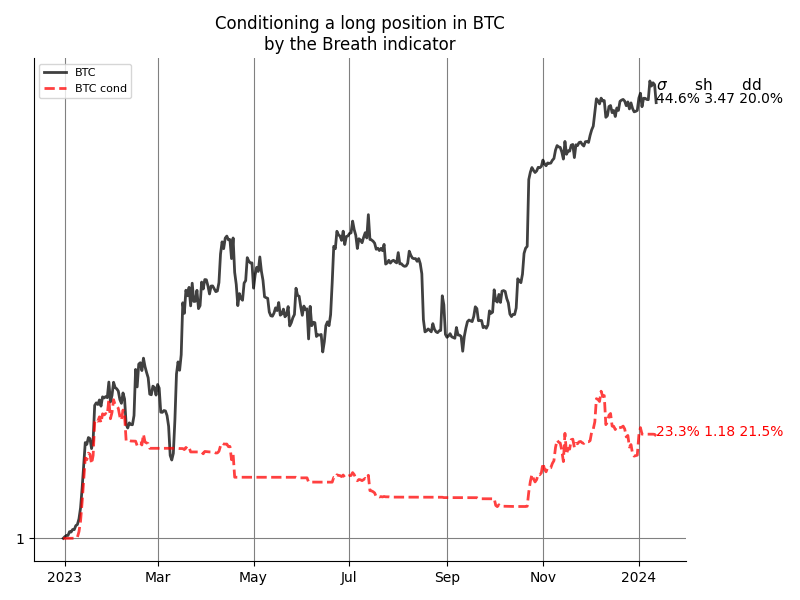 Conditioning a long position in BTC
by the Breath indicator
BTC
BTC cond
σ sh dd
44.6% 3.47 20.0%
23.3% 1.18 21.5%
1
2023 Mar May Jul Sep Nov 2024